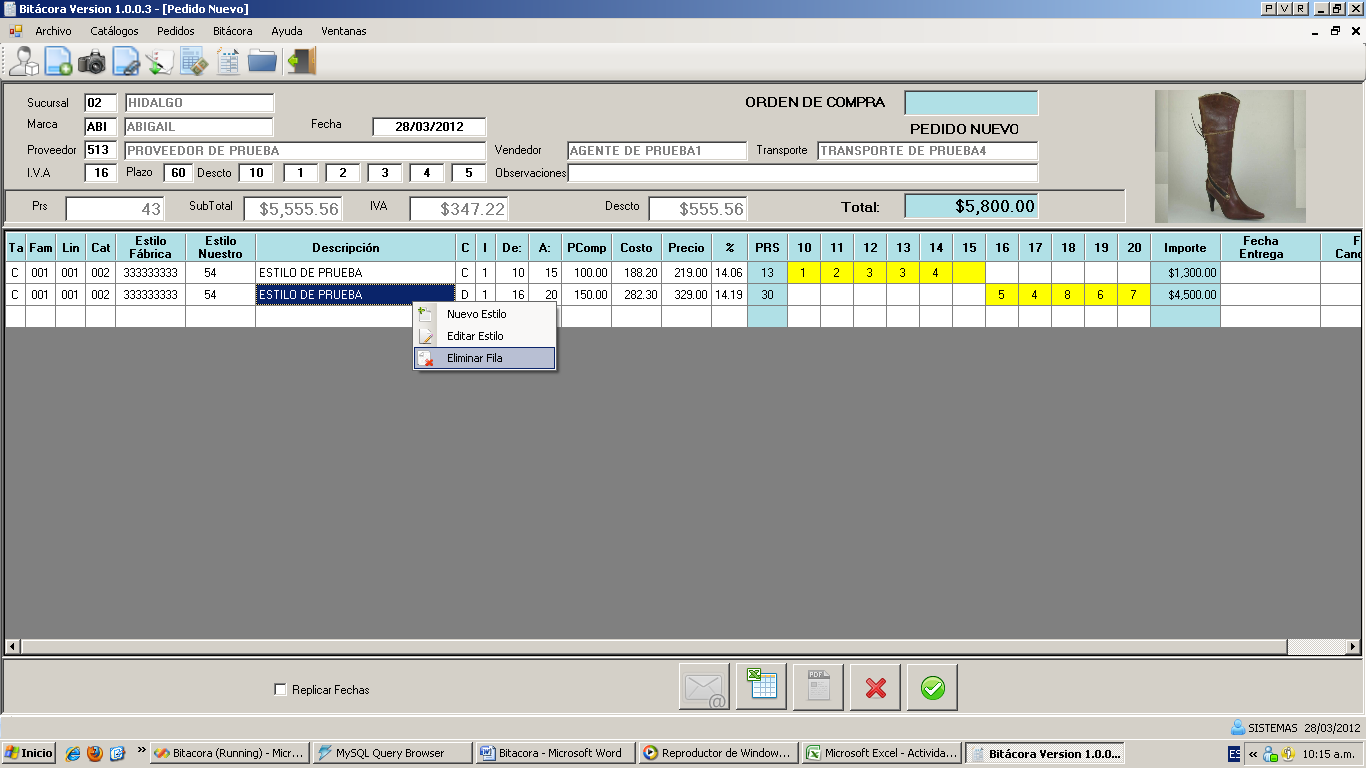 Bitácora Version 1.0.0.3 - [Pedido Nuevo]
P V R
Archivo Catálogos Pedidos Bitácora Ayuda Ventanas
Sucursal 02 HIDALGO ORDEN DE COMPRA
Marca ABI ABIGAIL Fecha 28/03/2012 PEDIDO NUEVO
Proveedor 513 PROVEEDOR DE PRUEBA Vendedor AGENTE DE PRUEBA1 Transporte TRANSPORTE DE PRUEBA4
I.V.A 16 Plazo 60 Descto 10 1 2 3 4 5 Observaciones
Prs 43 SubTotal $5,555.56 IVA $347.22 Descto $555.56 Total: $5,800.00
Ta Fam Lin Cat Estilo Fábrica Estilo Nuestro Descripción C I De: A: PComp Costo Precio % PRS 10 11 12 13 14 15 16 17 18 19 20 Importe Fecha Entrega F Canc
C 001 001 002 333333333 54 ESTILO DE PRUEBA C 1 10 15 100.00 188.20 219.00 14.06 13 1 2 3 3 4 $1,300.00
C 001 001 002 333333333 54 ESTILO DE PRUEBA D 1 16 20 150.00 282.30 329.00 14.19 30 5 4 8 6 7 $4,500.00
Nuevo Estilo
Editar Estilo
Eliminar Fila
Replicar Fechas
@
PDF
SISTEMAS 28/03/2012
Inicio » Bitacora (Running) - Micr... MySQL Query Browser Bitacora - Microsoft Word Reproductor de Window... Microsoft Excel - Activida... Bitácora Version 1.0.0... ES « 10:15 a.m.